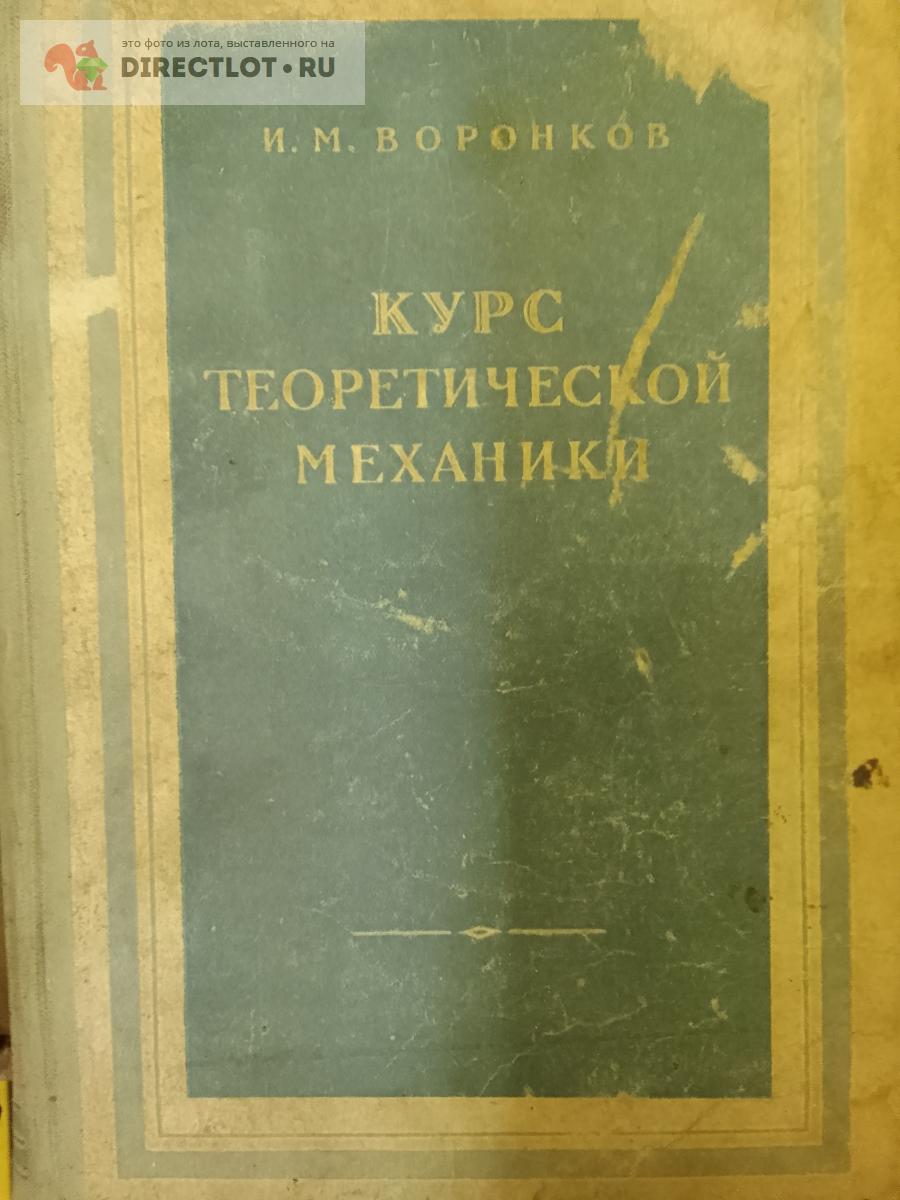 это фото из лота, выставленного на
DIRECTLOT•RU
И. М. ВОРОНКОВ
КУРС
ТЕОРЕТИЧЕСКОЙ
МЕХАНИКИ